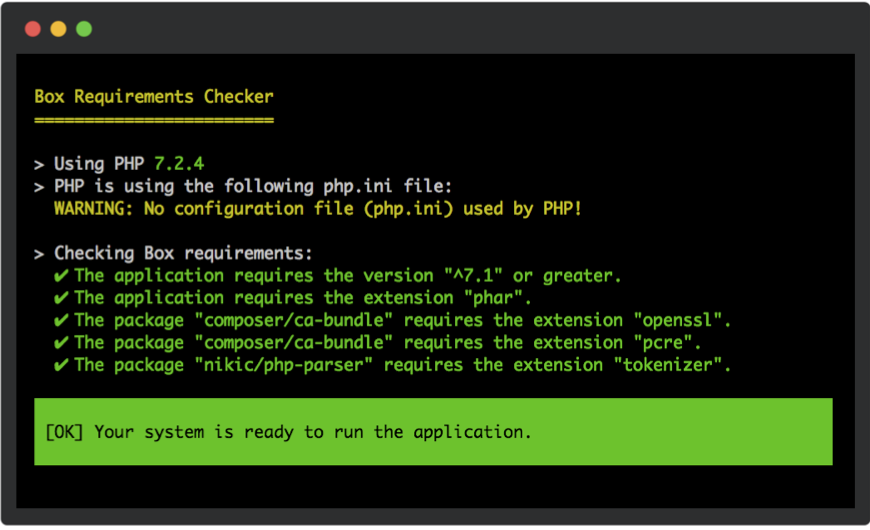 Box Requirements Checker
========================
> Using PHP 7.2.4
> PHP is using the following php.ini file:
WARNING: No configuration file (php.ini) used by PHP!
> Checking Box requirements:
✔ The application requires the version "^7.1" or greater.
✔ The application requires the extension "phar".
✔ The package "composer/ca-bundle" requires the extension "openssl".
✔ The package "composer/ca-bundle" requires the extension "pcre".
✔ The package "nikic/php-parser" requires the extension "tokenizer".
[OK] Your system is ready to run the application.